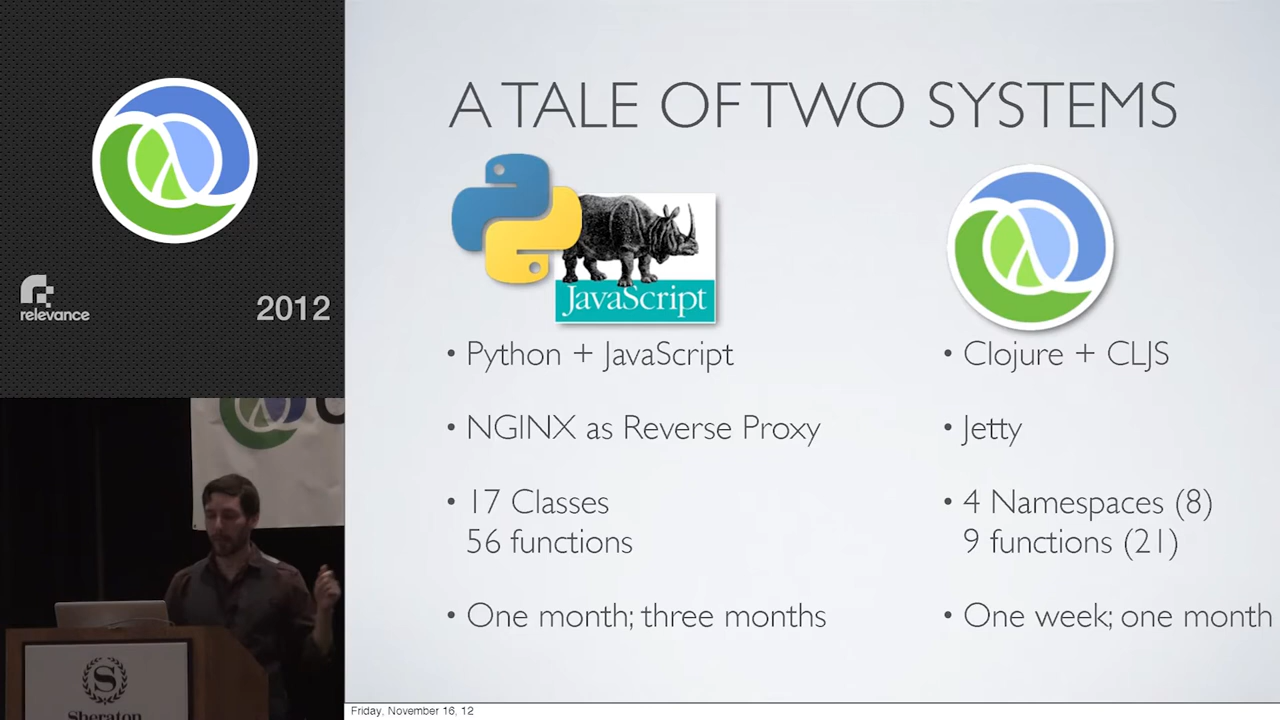 relevance
2012
A TALE OF TWO SYSTEMS
JavaScript
• Python + JavaScript
• NGINX as Reverse Proxy
• 17 Classes
56 functions
• One month; three months
• Clojure + CLJS
• Jetty
• 4 Namespaces (8)
9 functions (21)
• One week; one month
S
Sheraton
Friday, November 16, 12